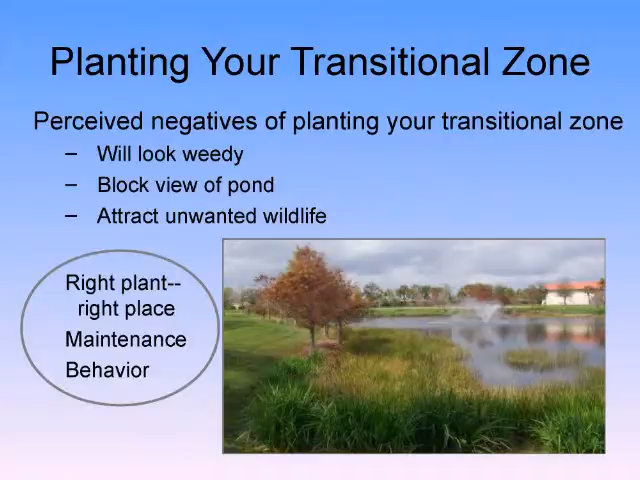 Planting Your Transitional Zone
Perceived negatives of planting your transitional zone
– Will look weedy
– Block view of pond
– Attract unwanted wildlife
Right plant--
right place
Maintenance
Behavior